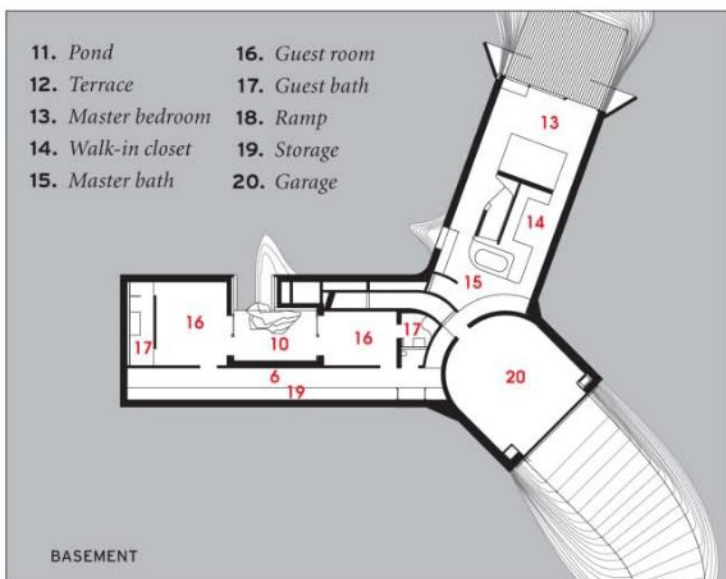 11. Pond
12. Terrace
13. Master bedroom
14. Walk-in closet
15. Master bath
16. Guest room
17. Guest bath
18. Ramp
19. Storage
20. Garage
13
14
15
16
10
16
17
17
6
19
20
BASEMENT